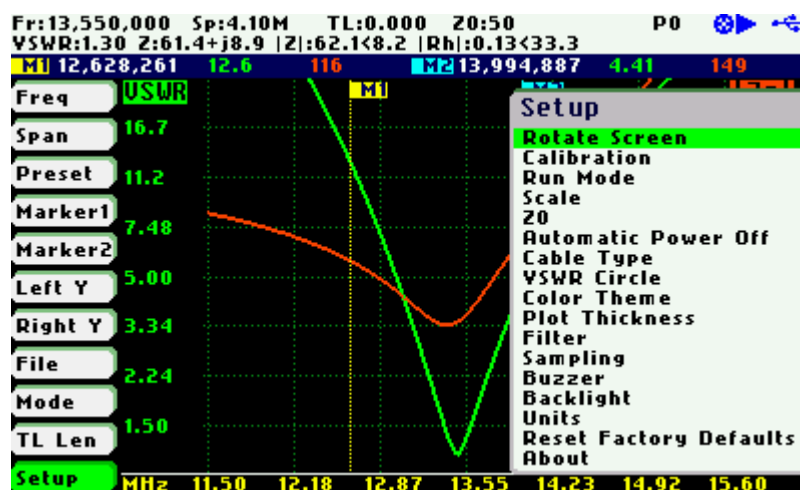 Fr:13,550,000 Sp:4.10M TL:0.000 Z0:50 P0
VSWR:1.30 Z:61.4+j8.9 |Z|:62.1<8.2 |Rh|:0.13<33.3
M1 12,628,261 12.6 116 M2 13,994,887 4.41 149
Freq
Span
Preset
Marker1
Marker2
Left Y
Right Y
File
Mode
TL Len
Setup
VSWR
16.7
11.2
7.48
5.00
3.34
2.24
1.50
M1
Setup
Rotate Screen
Calibration
Run Mode
Scale
Z0
Automatic Power Off
Cable Type
VSWR Circle
Color Theme
Plot Thickness
Filter
Sampling
Buzzer
Backlight
Units
Reset Factory Defaults
About
MHz 11.50 12.18 12.87 13.55 14.23 14.92 15.60